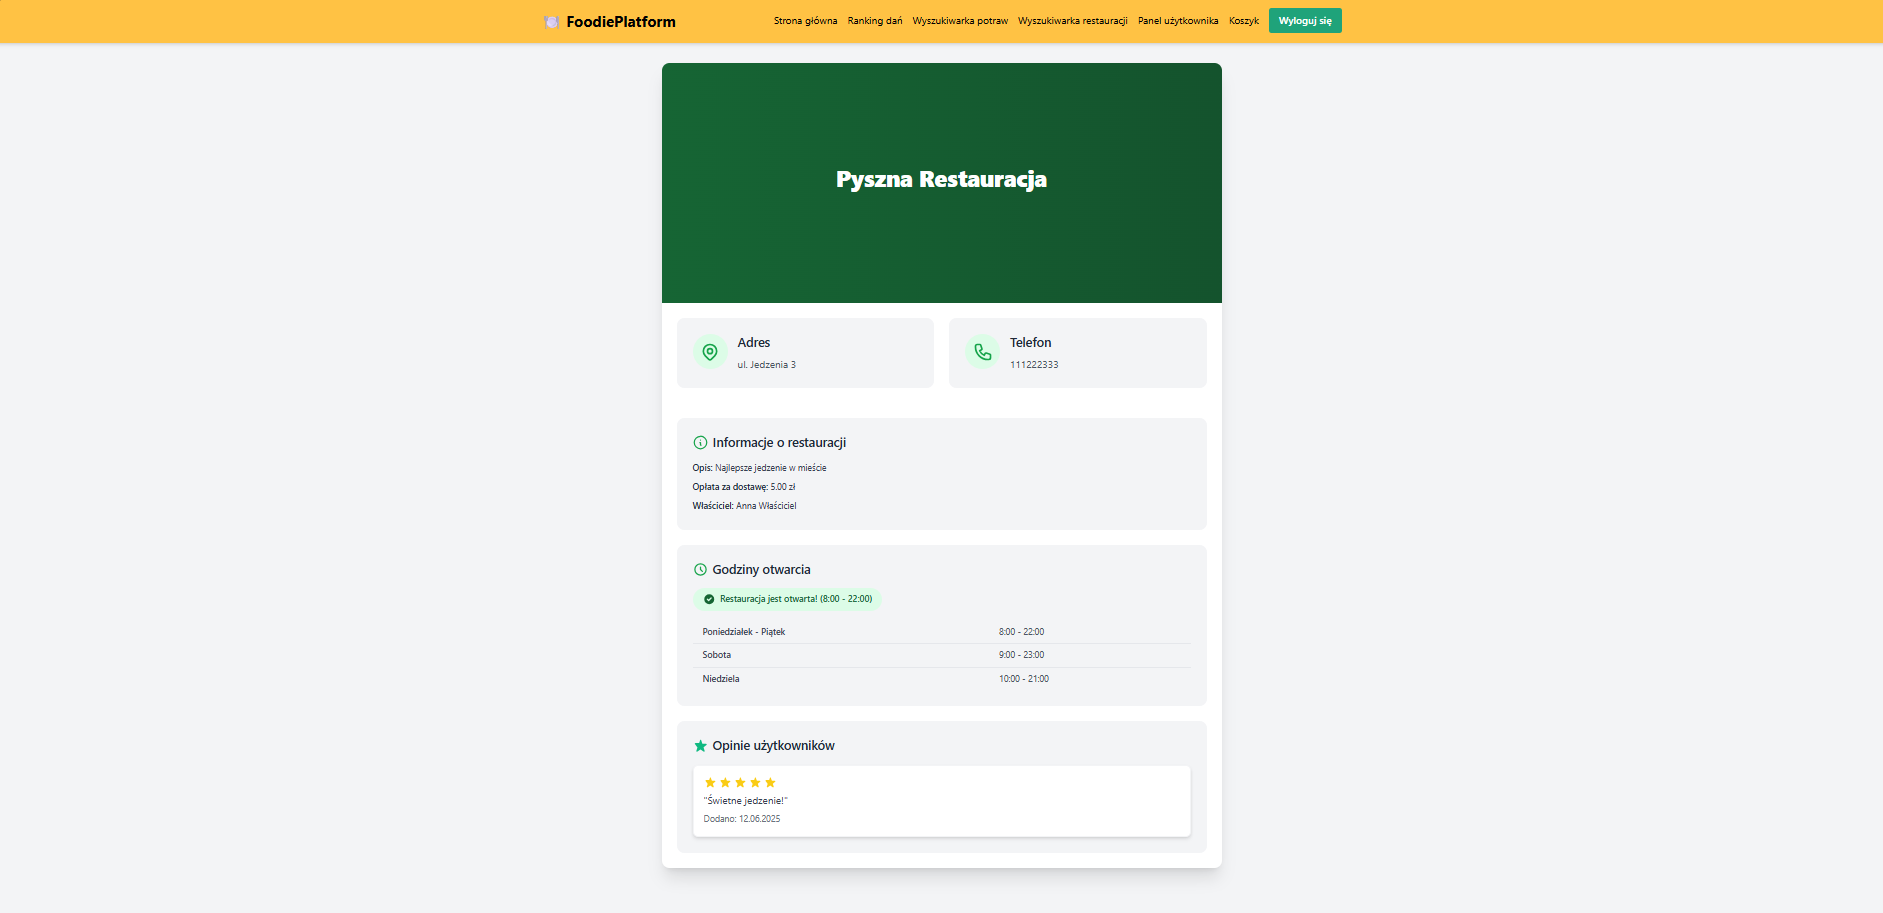 FoodiePlatform
Strona główna Ranking dań Wyszukiwarka potraw Wyszukiwarka restauracji Panel użytkownika Koszyk Wyloguj się
Pyszna Restauracja
Adres
ul. Jedzenia 3
Telefon
111222333
Informacje o restauracji
Opis: Najlepsze jedzenie w mieście
Opłata za dostawę: 5.00 zł
Właściciel: Anna Właściciel
Godziny otwarcia
Restauracja jest otwarta! (8:00 - 22:00)
Poniedziałek - Piątek 8:00 - 22:00
Sobota 9:00 - 23:00
Niedziela 10:00 - 21:00
Opinie użytkowników
"Świetne jedzenie!"
Dodano: 12.06.2025